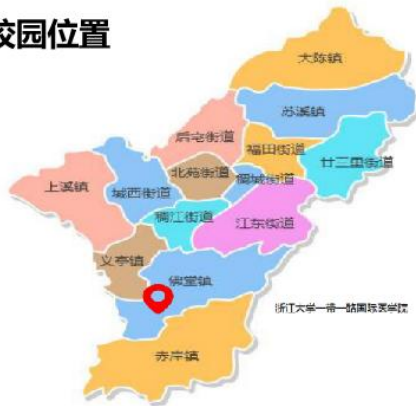 校园位置
大陈镇
苏溪镇
后宅街道
福田街道
廿三里街道
北苑街道
稠城街道
上溪镇
城西街道
稠江街道
江东街道
义亭镇
佛堂镇
浙江大学一带一路国际医学院
赤岸镇